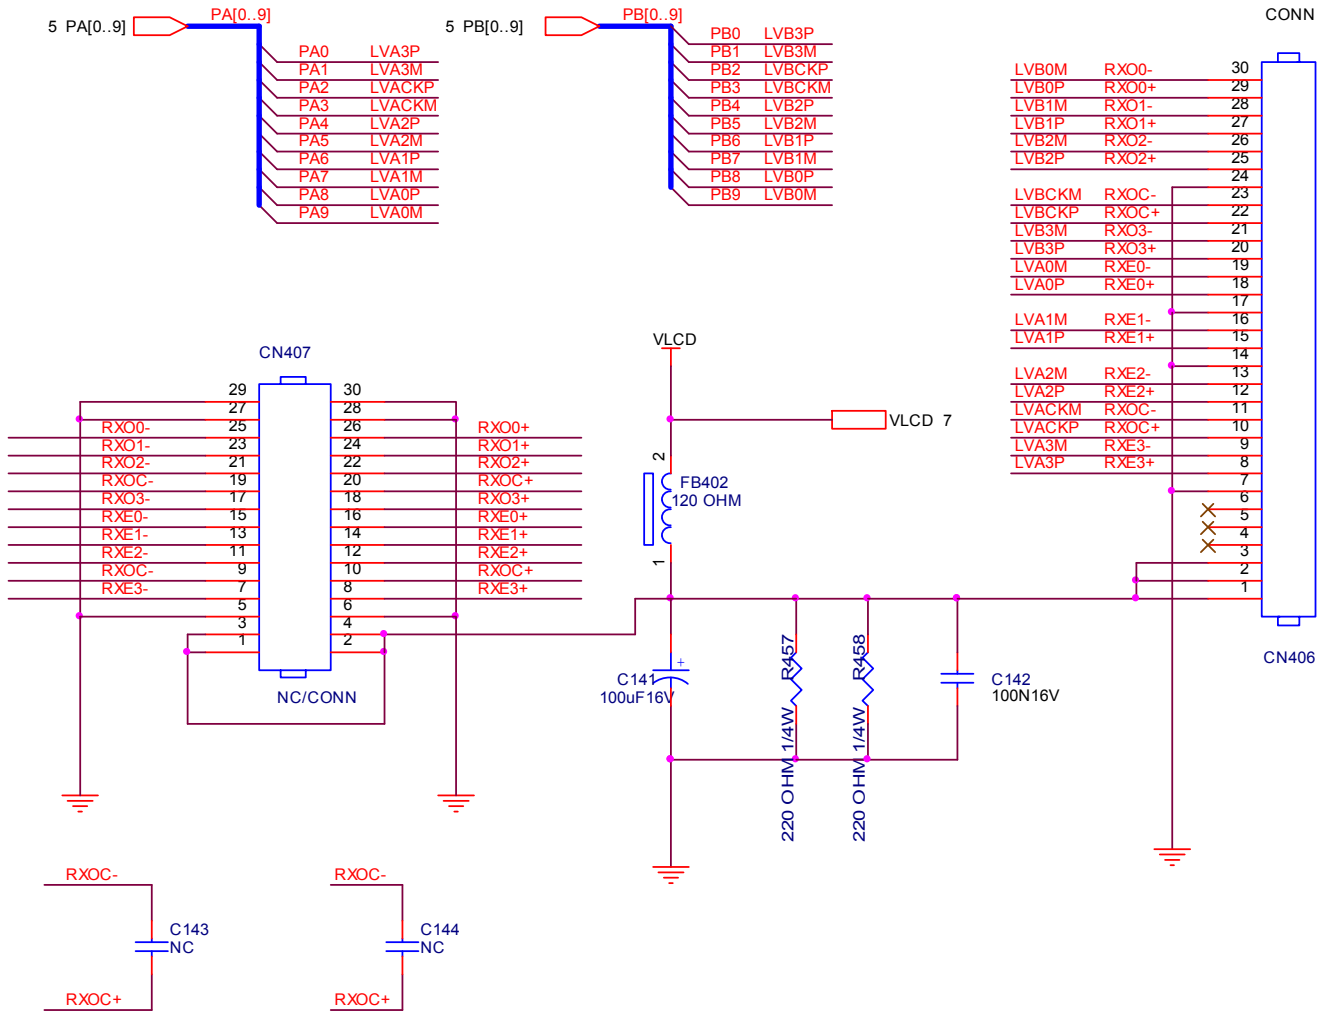 5 PA[0..9]
PA[0..9]
PA0 LVA3P
PA1 LVA3M
PA2 LVACKP
PA3 LVACKM
PA4 LVA2P
PA5 LVA2M
PA6 LVA1P
PA7 LVA1M
PA8 LVA0P
PA9 LVA0M
5 PB[0..9]
PB[0..9]
PB0 LVB3P
PB1 LVB3M
PB2 LVBCKP
PB3 LVBCKM
PB4 LVB2P
PB5 LVB2M
PB6 LVB1P
PB7 LVB1M
PB8 LVB0P
PB9 LVB0M
CONN
LVB0M RXO0- 30
LVB0P RXO0+ 29
LVB1M RXO1- 28
LVB1P RXO1+ 27
LVB2M RXO2- 26
LVB2P RXO2+ 25
24
LVBCKM RXOC- 23
LVBCKP RXOC+ 22
LVB3M RXO3- 21
LVB3P RXO3+ 20
LVA0M RXE0- 19
LVA0P RXE0+ 18
17
LVA1M RXE1- 16
LVA1P RXE1+ 15
14
LVA2M RXE2- 13
LVA2P RXE2+ 12
LVACKM RXOC- 11
LVACKP RXOC+ 10
LVA3M RXE3- 9
LVA3P RXE3+ 8
7
6
5
4
3
2
1
CN406
CN407
29 30
27 28
RXO0- 25 26 RXO0+
RXO1- 23 24 RXO1+
RXO2- 21 22 RXO2+
RXOC- 19 20 RXOC+
RXO3- 17 18 RXO3+
RXE0- 15 16 RXE0+
RXE1- 13 14 RXE1+
RXE2- 11 12 RXE2+
RXOC- 9 10 RXOC+
RXE3- 7 8 RXE3+
5 6
3 4
1 2
NC/CONN
VLCD
VLCD 7
2
FB402
120 OHM
1
C141
+
100uF16V
R457
220 OHM 1/4W
R458
220 OHM 1/4W
C142
100N16V
RXOC-
C143
NC
RXOC+
RXOC-
C144
NC
RXOC+